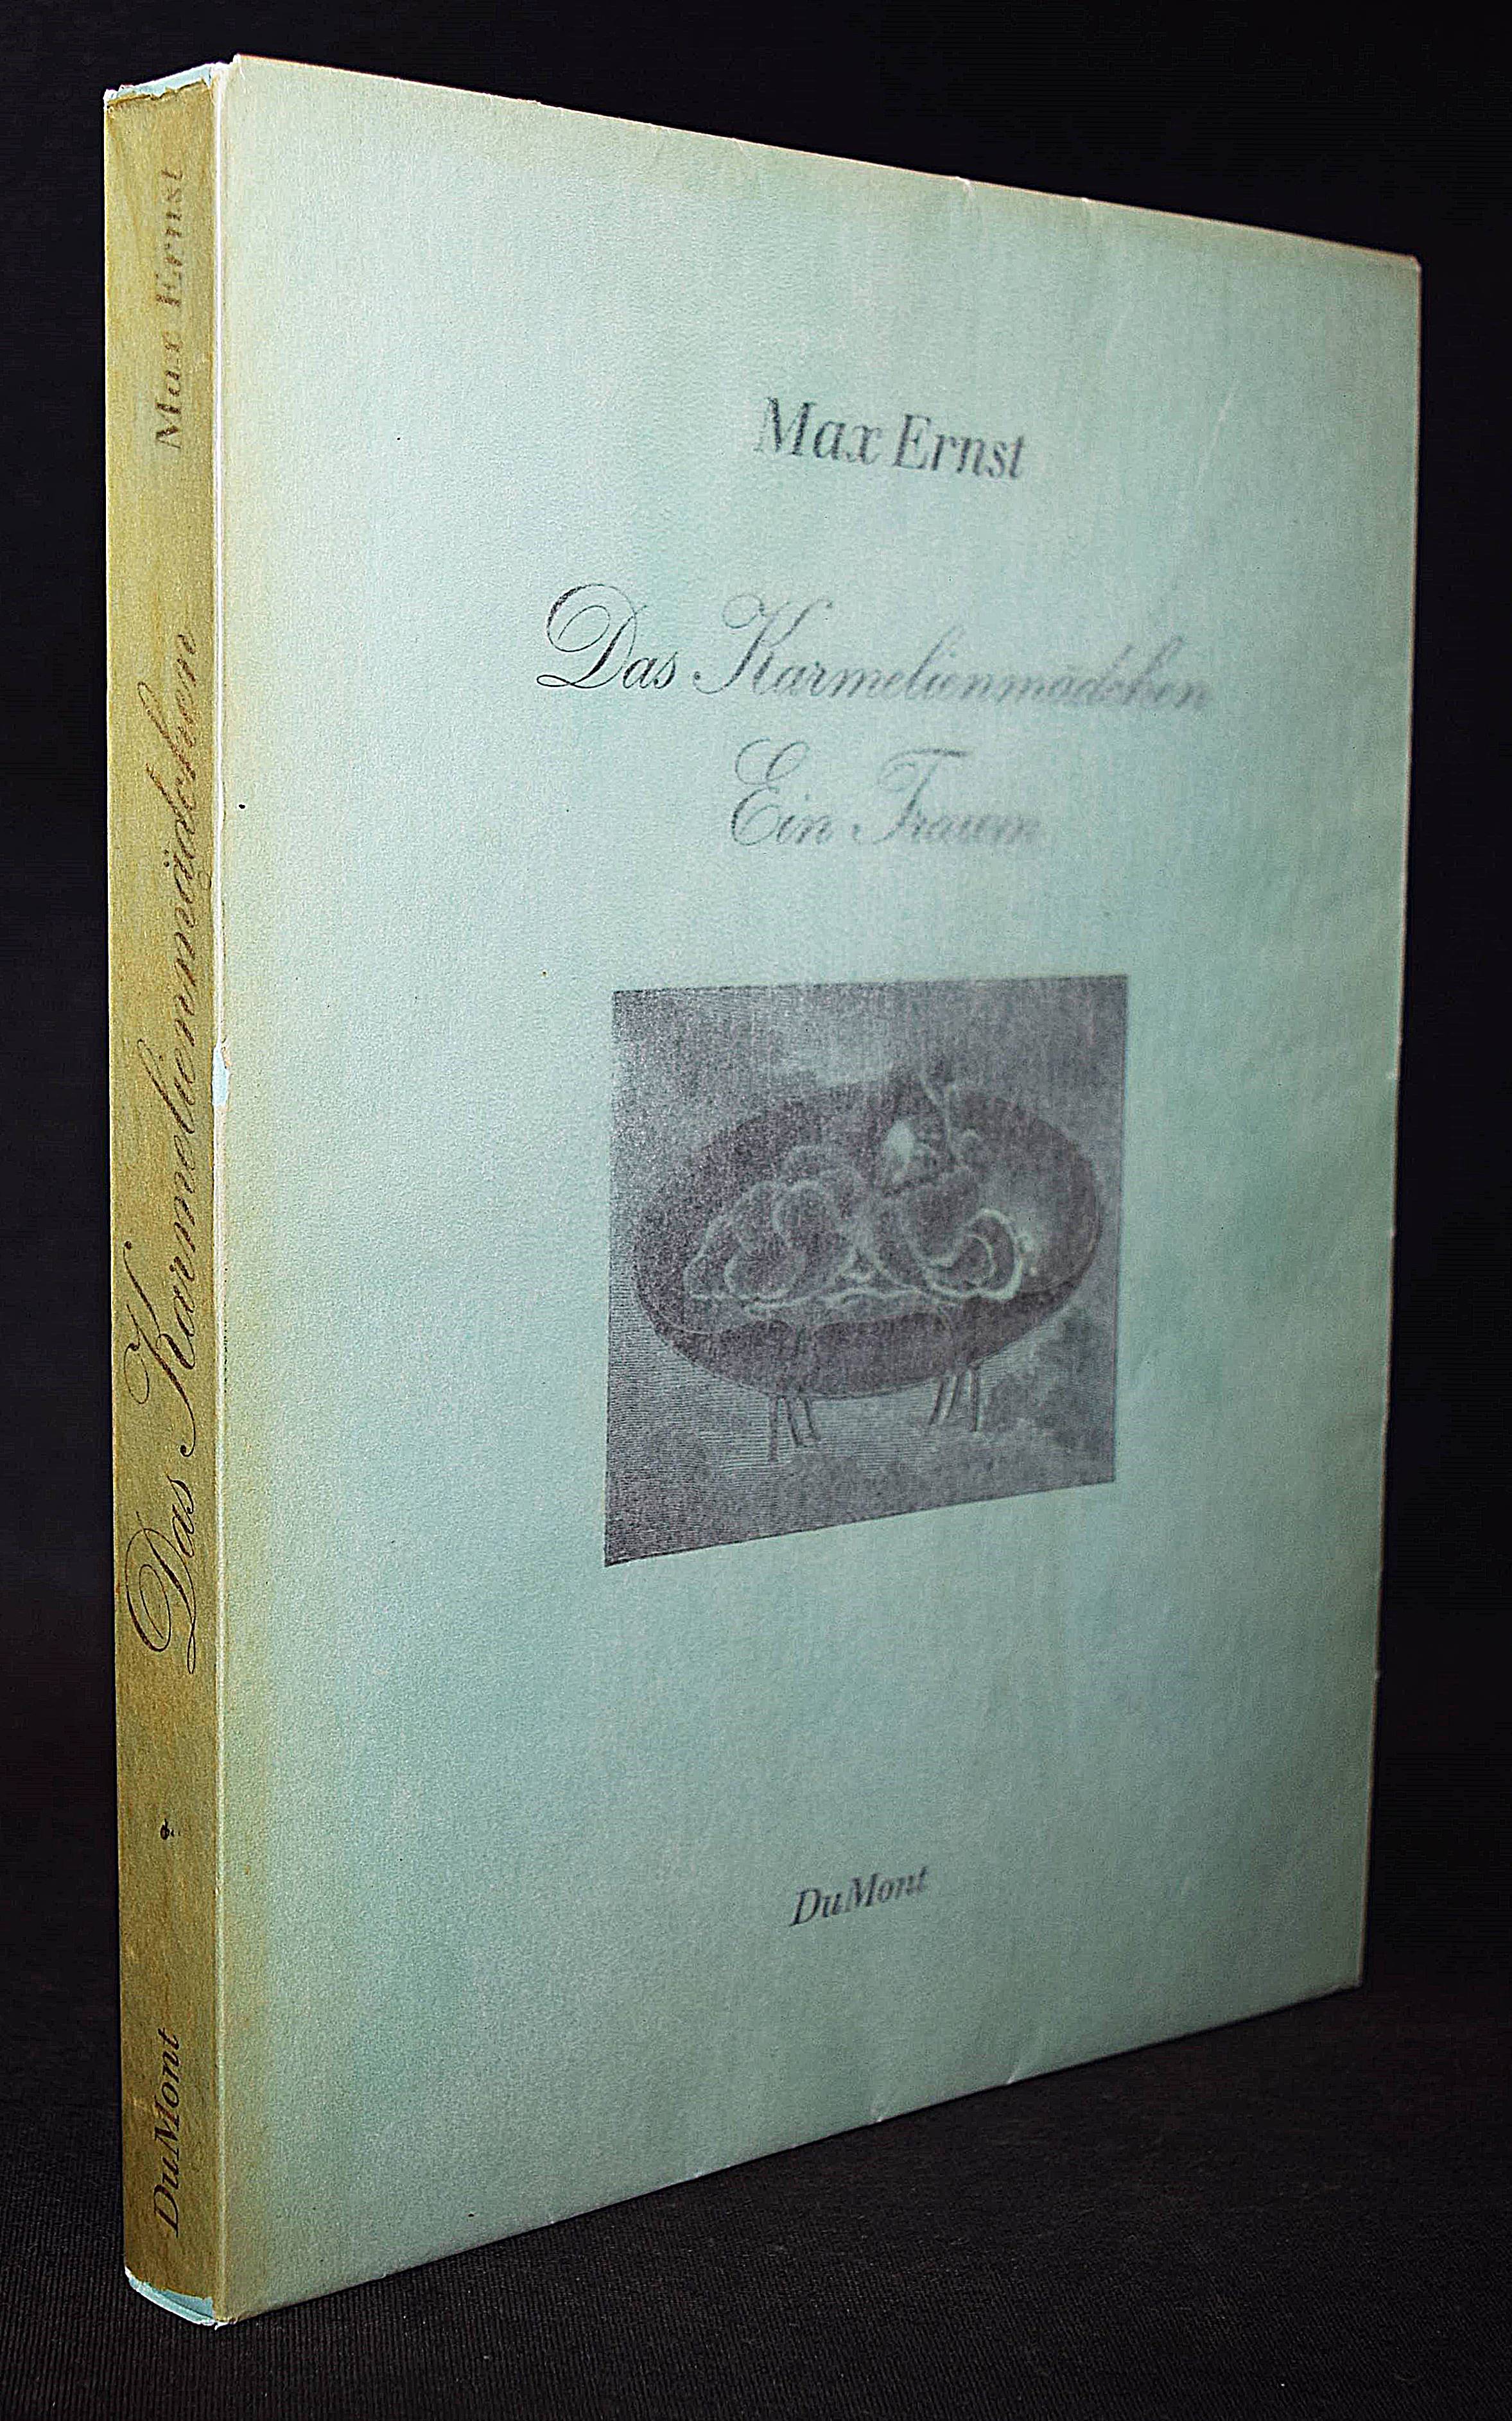 Max Ernst
Das Karmelienmädchen
Ein Traum
DuMont
Max Ernst
Das Karmelienmädchen
DuMont